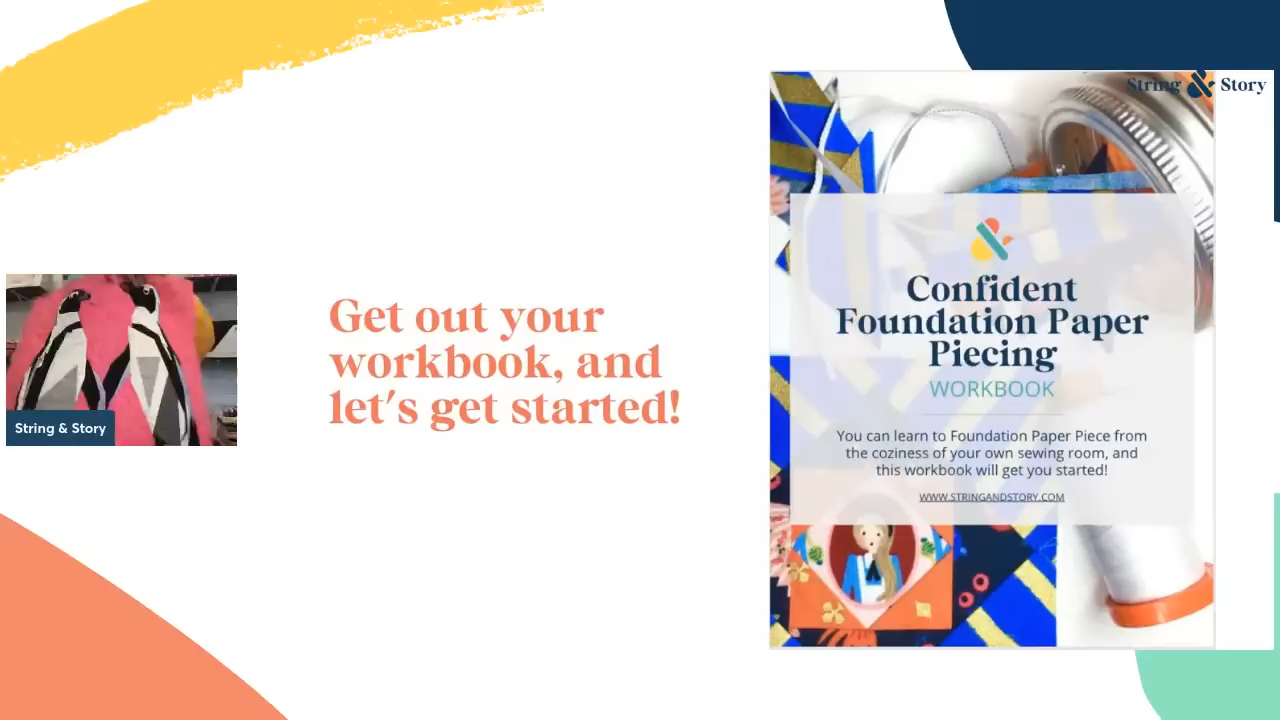 String & Story
Get out your
workbook, and
let's get started!
String & Story
Confident
Foundation Paper
Piecing
WORKBOOK
You can learn to Foundation Paper Piece from
the coziness of your own sewing room, and
this workbook will get you started!
WWW.STRINGANDSTORY.COM